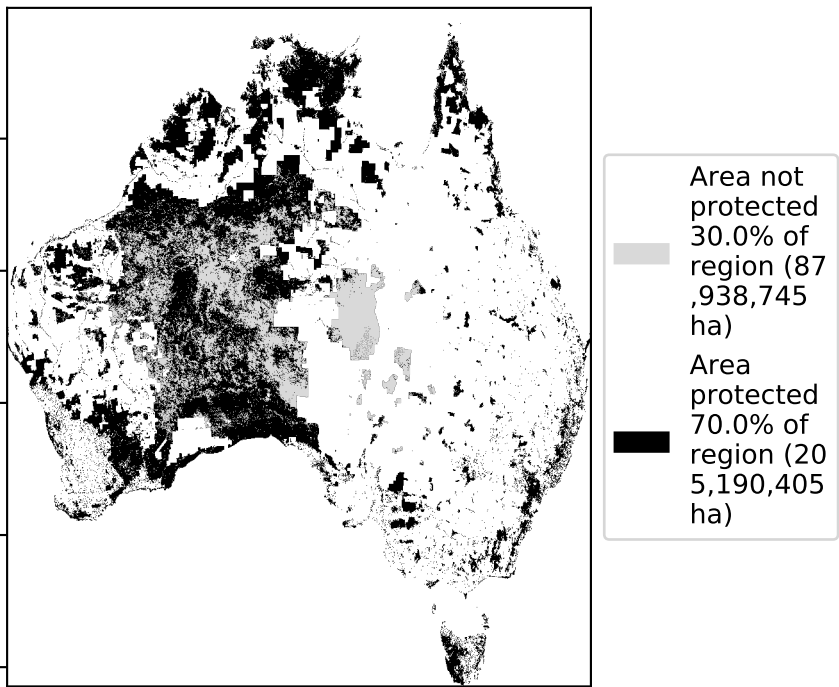 Area not
protected
30.0% of
region (87
,938,745
ha)
Area
protected
70.0% of
region (20
5,190,405
ha)